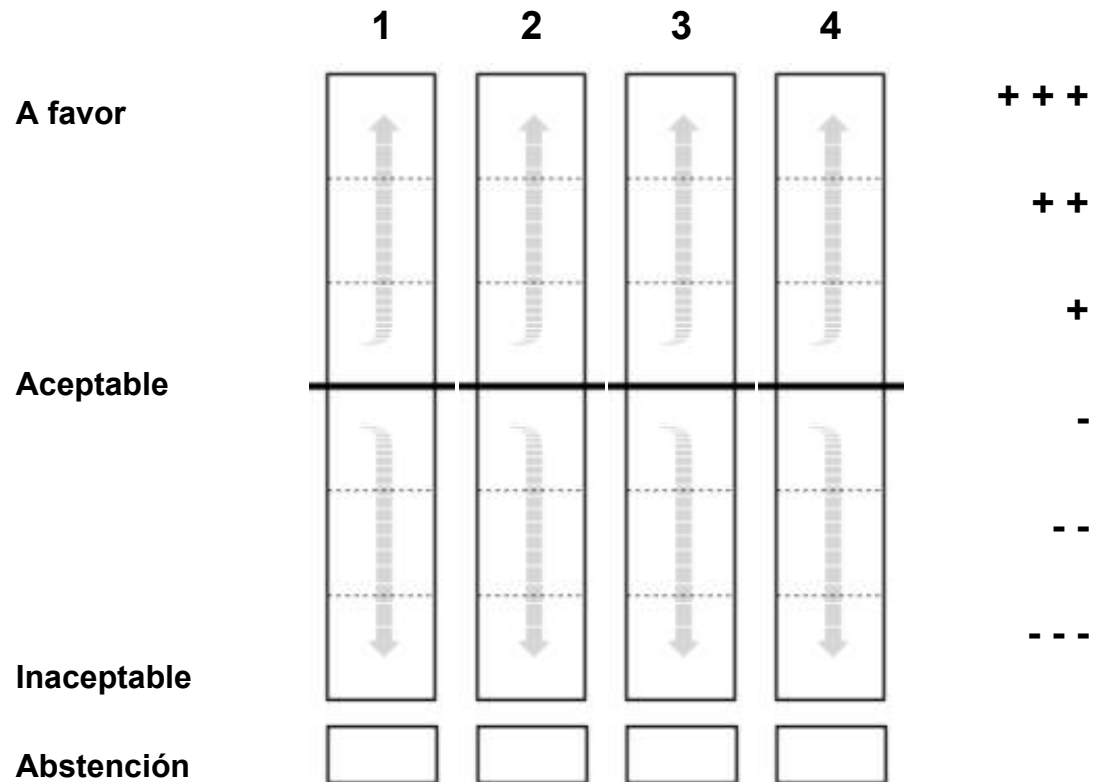 1 2 3 4
A favor
+ + +
+ +
+
Aceptable
-
- -
- - -
Inaceptable
Abstención